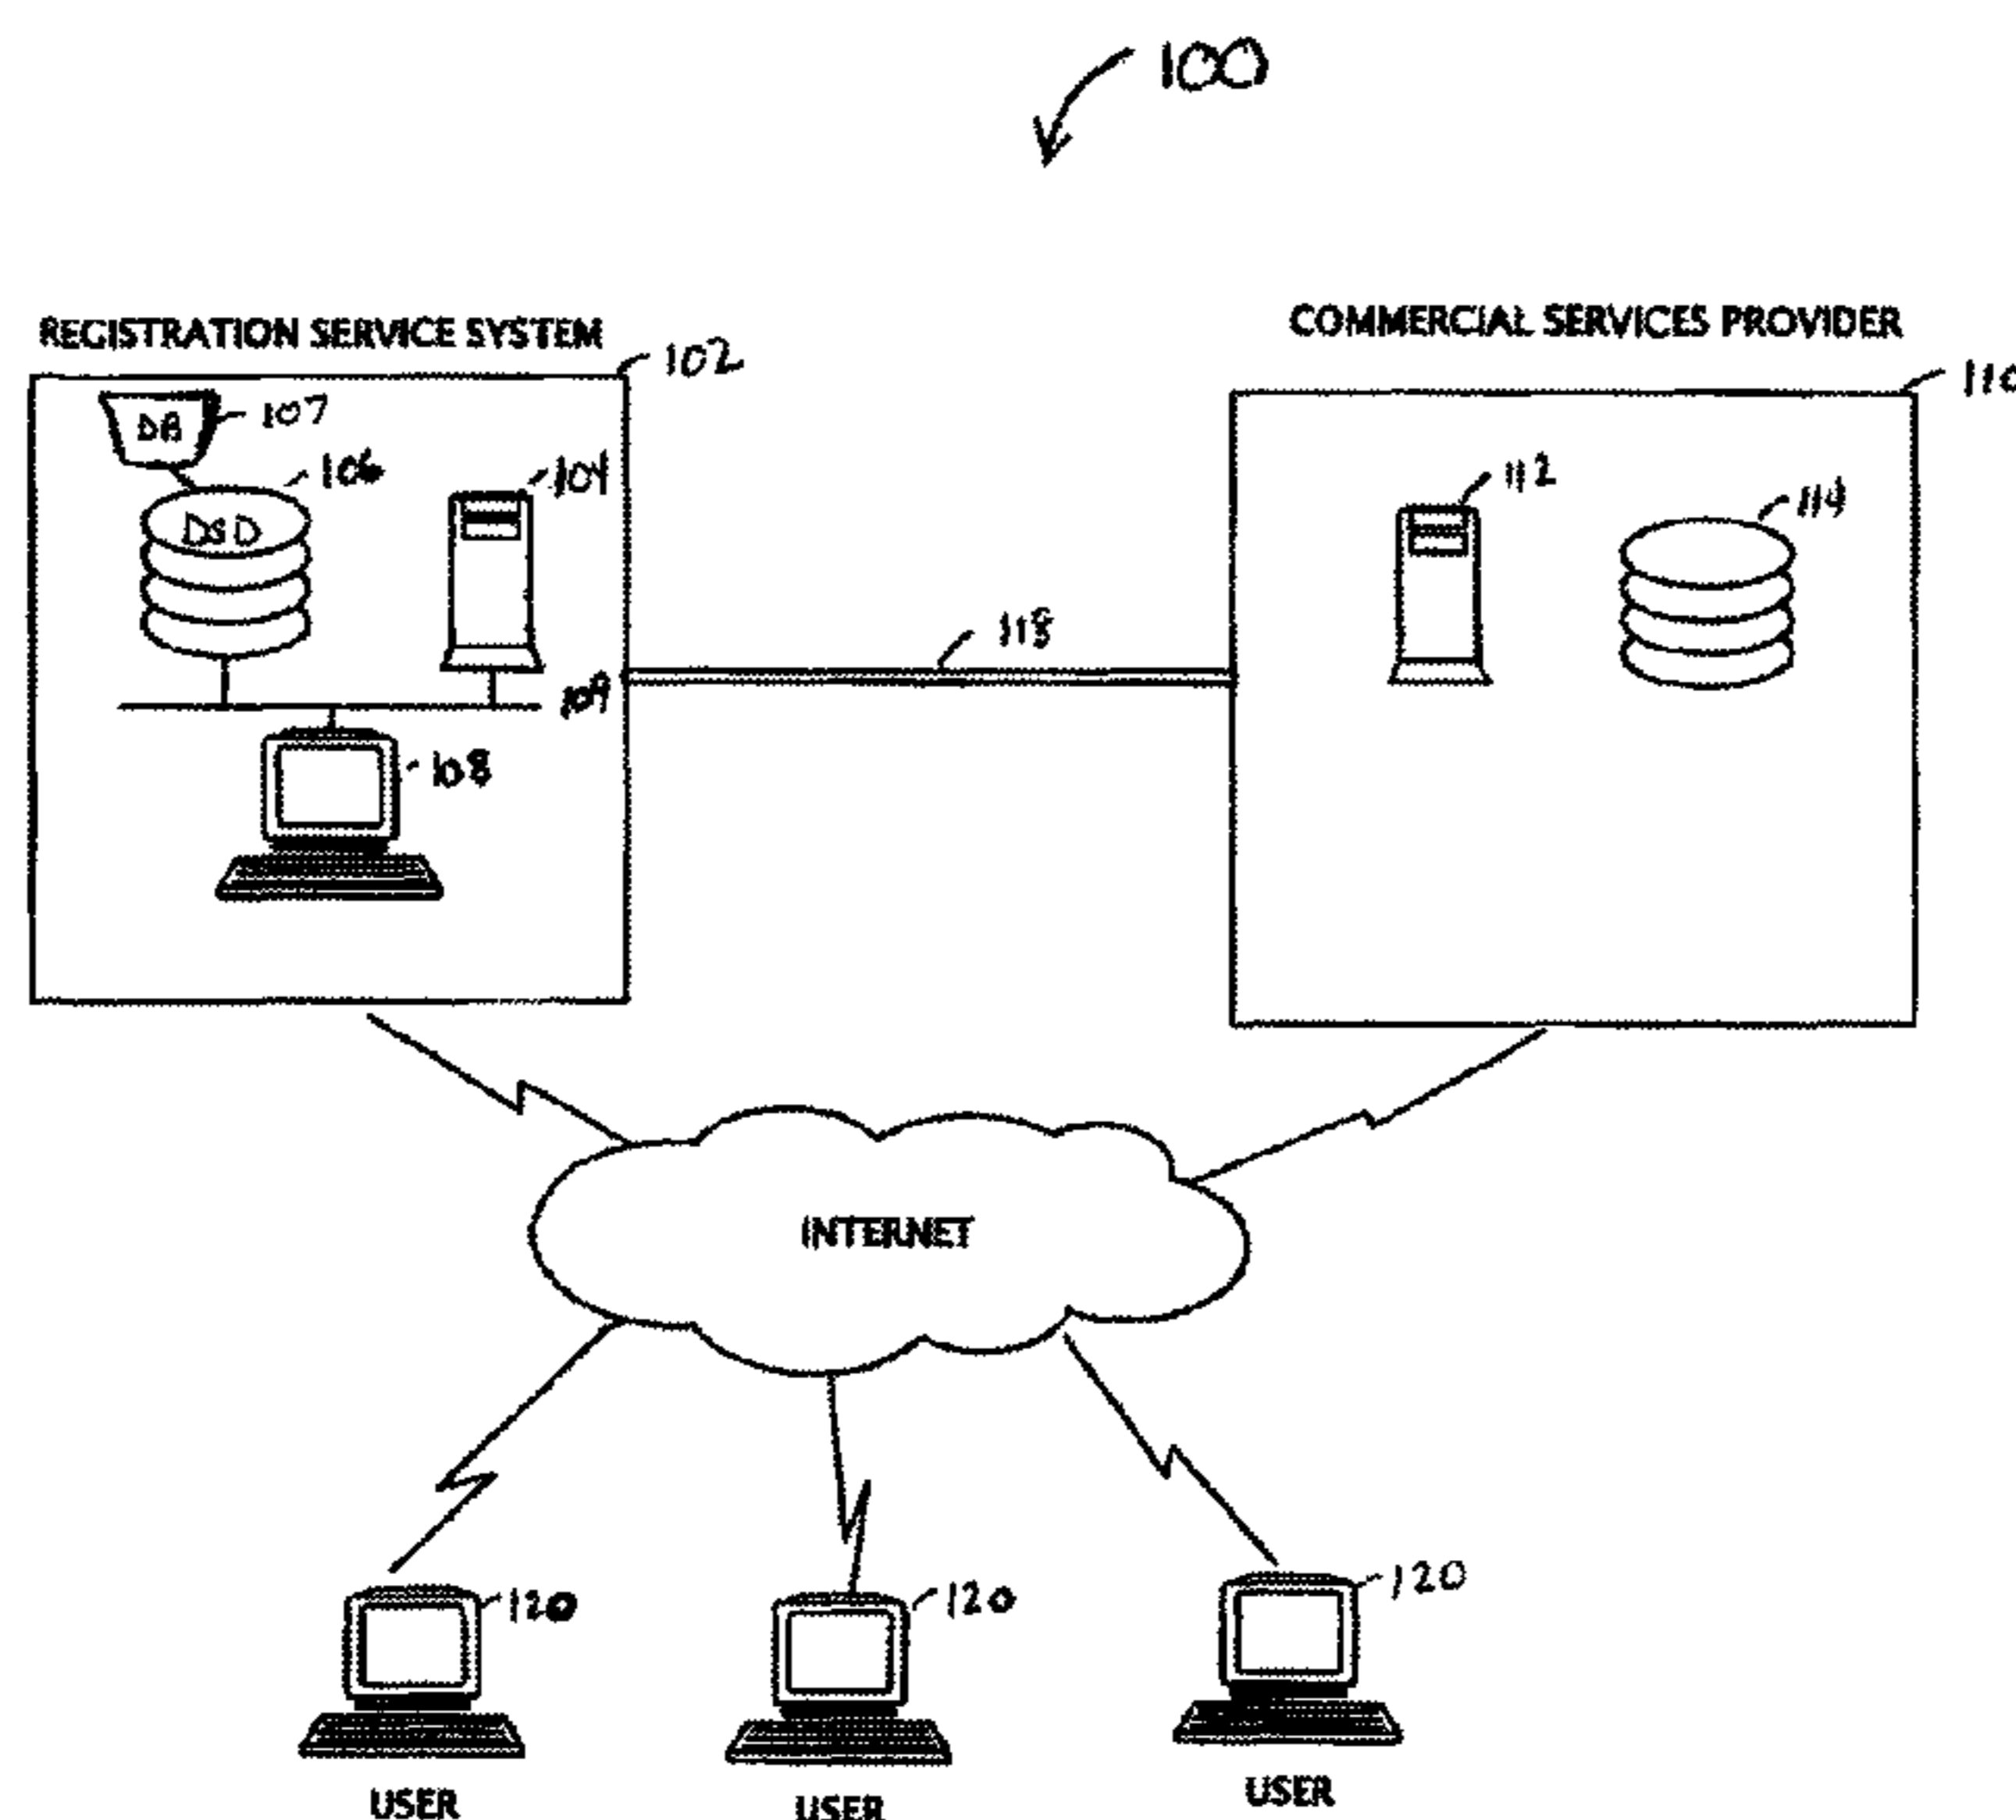 100
REGISTRATION SERVICE SYSTEM
COMMERCIAL SERVICES PROVIDER
102
110
DB
107
106
104
DSD
112
114
118
109
108
INTERNET
120
120
120
USER
USER
USER